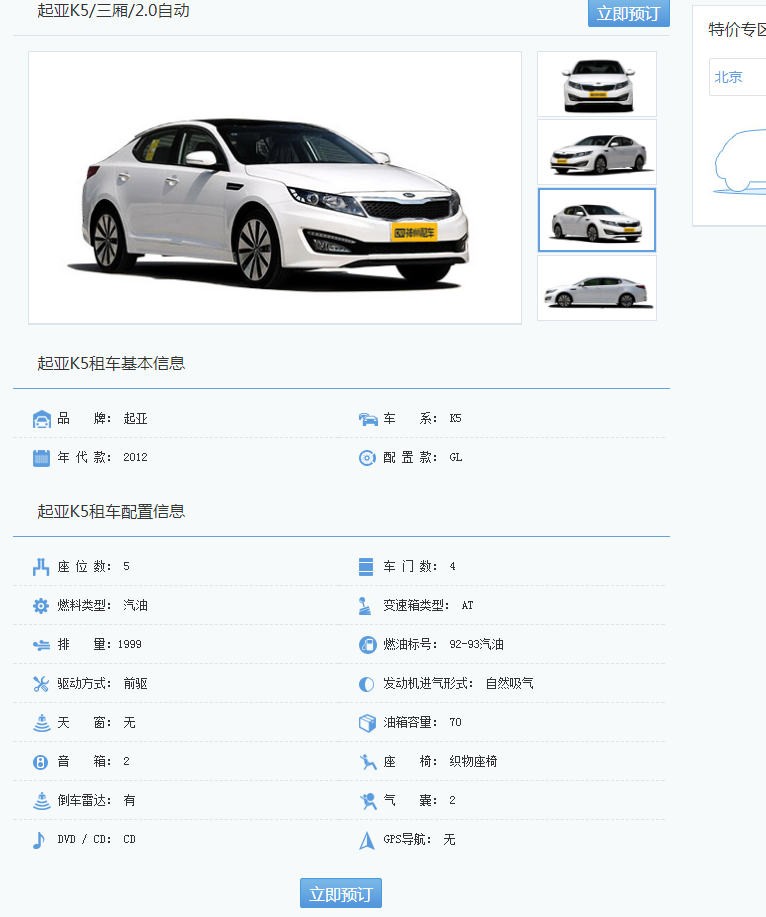 起亚K5/三厢/2.0自动 立即预订
特价专区
北京
神州租车
起亚K5租车基本信息
品 牌： 起亚 车 系： K5
年 代 款： 2012 配 置 款： GL
起亚K5租车配置信息
座 位 数： 5 车 门 数： 4
燃料类型： 汽油 变速箱类型： AT
排 量：1999 燃油标号： 92-93汽油
驱动方式： 前驱 发动机进气形式： 自然吸气
天 窗： 无 油箱容量： 70
音 箱： 2 座 椅： 织物座椅
倒车雷达： 有 气 囊： 2
DVD / CD： CD GPS导航： 无
立即预订